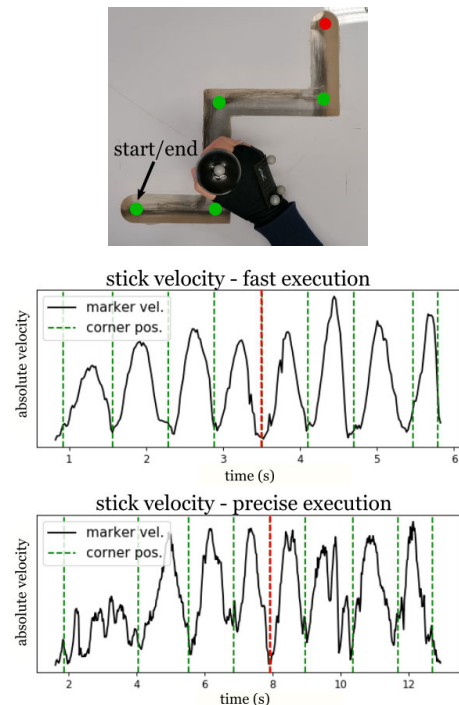 start/end
stick velocity - fast execution
absolute velocity
marker vel.
corner pos.
1 2 3 4 5 6
time (s)
stick velocity - precise execution
absolute velocity
marker vel.
corner pos.
2 4 6 8 10 12
time (s)